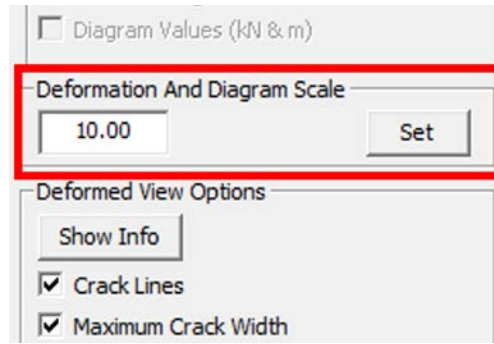 Diagram Values (kN & m)
Deformation And Diagram Scale
10.00 Set
Deformed View Options
Show Info
Crack Lines
Maximum Crack Width